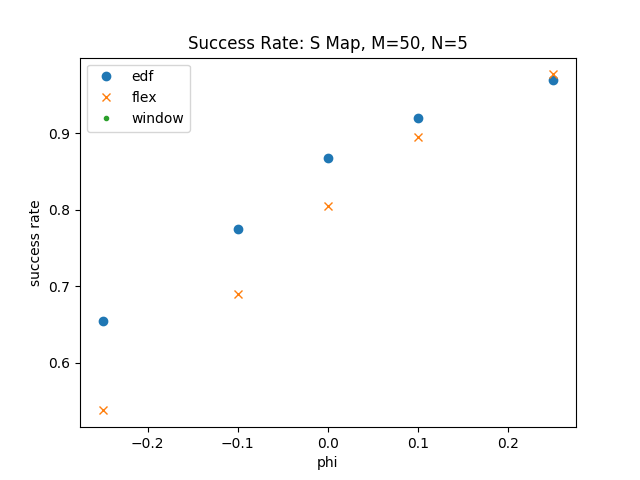 Success Rate: S Map, M=50, N=5
edf
flex
window
0.9
0.8
0.7
0.6
success rate
−0.2
−0.1
0.0
0.1
0.2
phi